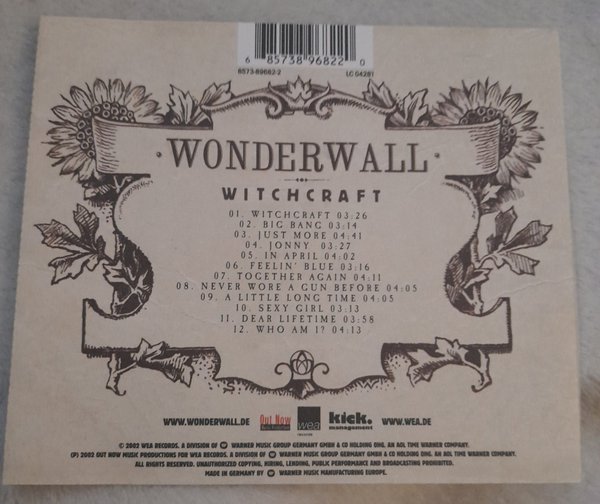 6 85738 96822 0
8573-89682-2 LC 04281
· WONDERWALL ·
WITCHCRAFT
01. WITCHCRAFT 03:26
02. BIG BANG 03:14
03. JUST MORE 04:41
04. JONNY 03:27
05. IN APRIL 04:02
06. FEELIN' BLUE 03:16
07. TOGETHER AGAIN 04:11
08. NEVER WORE A GUN BEFORE 04:05
09. A LITTLE LONG TIME 04:05
10. SEXY GIRL 03:13
11. DEAR LIFETIME 03:58
12. WHO AM I? 04:13
WWW.WONDERWALL.DE Out Now wea RECORDS kick. management WWW.WEA.DE
© 2002 WEA RECORDS. A DIVISION OF WARNER MUSIC GROUP GERMANY GMBH & CO HOLDING OHG. AN AOL TIME WARNER COMPANY.
(P) 2002 OUT NOW MUSIC PRODUCTIONS FOR WEA RECORDS. A DIVISION OF WARNER MUSIC GROUP GERMANY GMBH & CO HOLDING OHG. AN AOL TIME WARNER COMPANY.
ALL RIGHTS RESERVED. UNAUTHORIZED COPYING, HIRING, LENDING, PUBLIC PERFORMANCE AND BROADCASTING PROHIBITED.
MADE IN GERMANY BY WARNER MUSIC MANUFACTURING EUROPE.